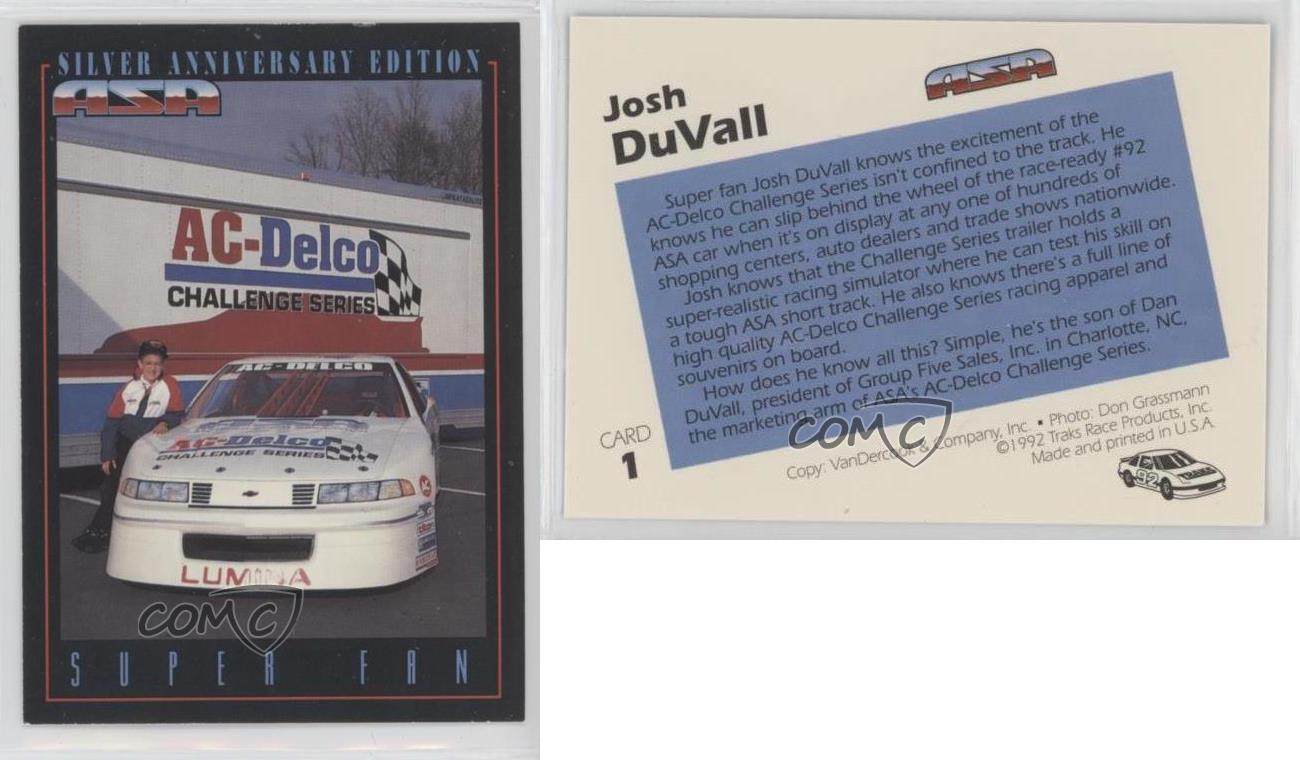 SILVER ANNIVERSARY EDITION
ASA
AC-Delco
CHALLENGE SERIES
AC-DELCO
AC-Delco
CHALLENGE SERIES
AC
LUMINA
COMC
SUPER FAN
Josh
DuVall
ASA
Super fan Josh DuVall knows the excitement of the
AC-Delco Challenge Series isn't confined to the track. He
knows he can slip behind the wheel of the race-ready #92
ASA car when it's on display at any one of hundreds of
shopping centers, auto dealers and trade shows nationwide.
Josh knows that the Challenge Series trailer holds a
super-realistic racing simulator where he can test his skill on
a tough ASA short track. He also knows there's a full line of
high quality AC-Delco Challenge Series racing apparel and
souvenirs on board.
How does he know all this? Simple, he's the son of Dan
DuVall, president of Group Five Sales, Inc. in Charlotte, NC,
the marketing arm of ASA's AC-Delco Challenge Series.
CARD
1
COMC
Copy: VanDercook & Company, Inc. • Photo: Don Grassmann
©1992 Traks Race Products, Inc.
Made and printed in U.S.A.
92
TRAKS